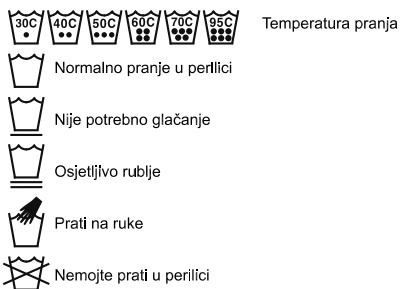 30C 40C 50C 60C 70C 95C Temperatura pranja
Normalno pranje u perilici
Nije potrebno glačanje
Osjetljivo rublje
Prati na ruke
Nemojte prati u perilici